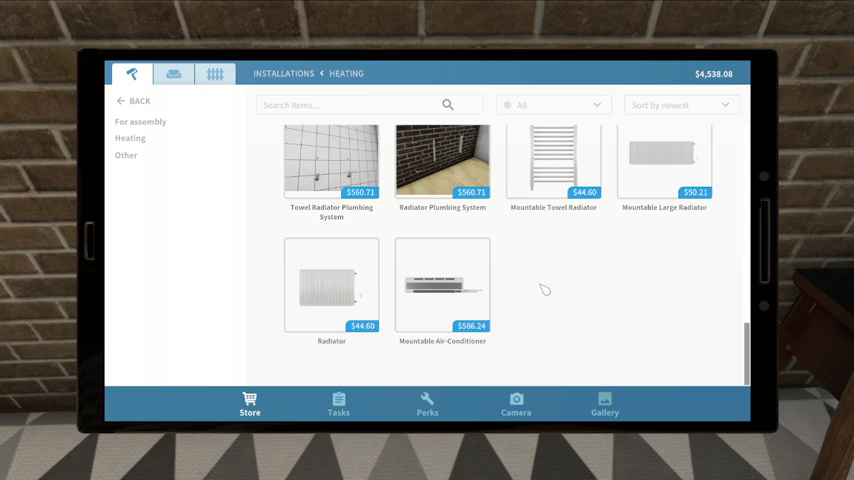 INSTALLATIONS < HEATING
$4,538.08
BACK
Search items...
All
Sort by newest
For assembly
Heating
Other
$560.71
$560.71
$44.60
$50.21
Towel Radiator Plumbing
System
Radiator Plumbing System
Mountable Towel Radiator
Mountable Large Radiator
$44.60
$586.24
Radiator
Mountable Air-Conditioner
Store
Tasks
Perks
Camera
Gallery